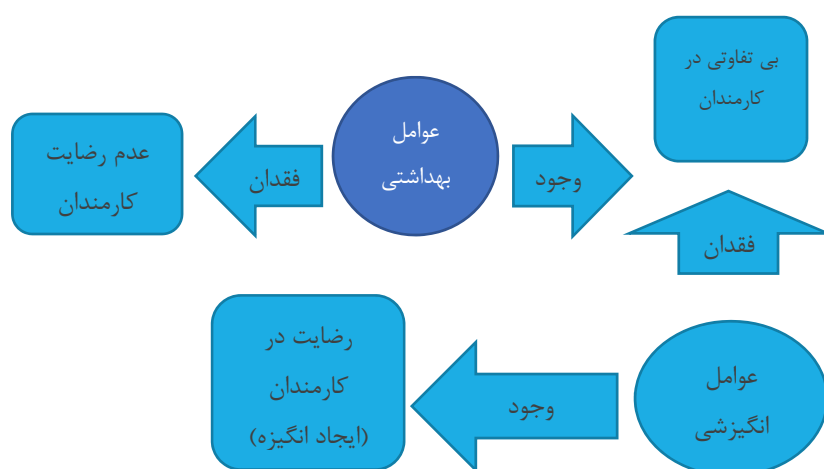 بی تفاوتی در
کارمندان
عوامل
بهداشتی
وجود
فقدان
عدم رضایت
کارمندان
فقدان
عوامل
انگیزشی
وجود
رضایت در
کارمندان
(ایجاد انگیزه)